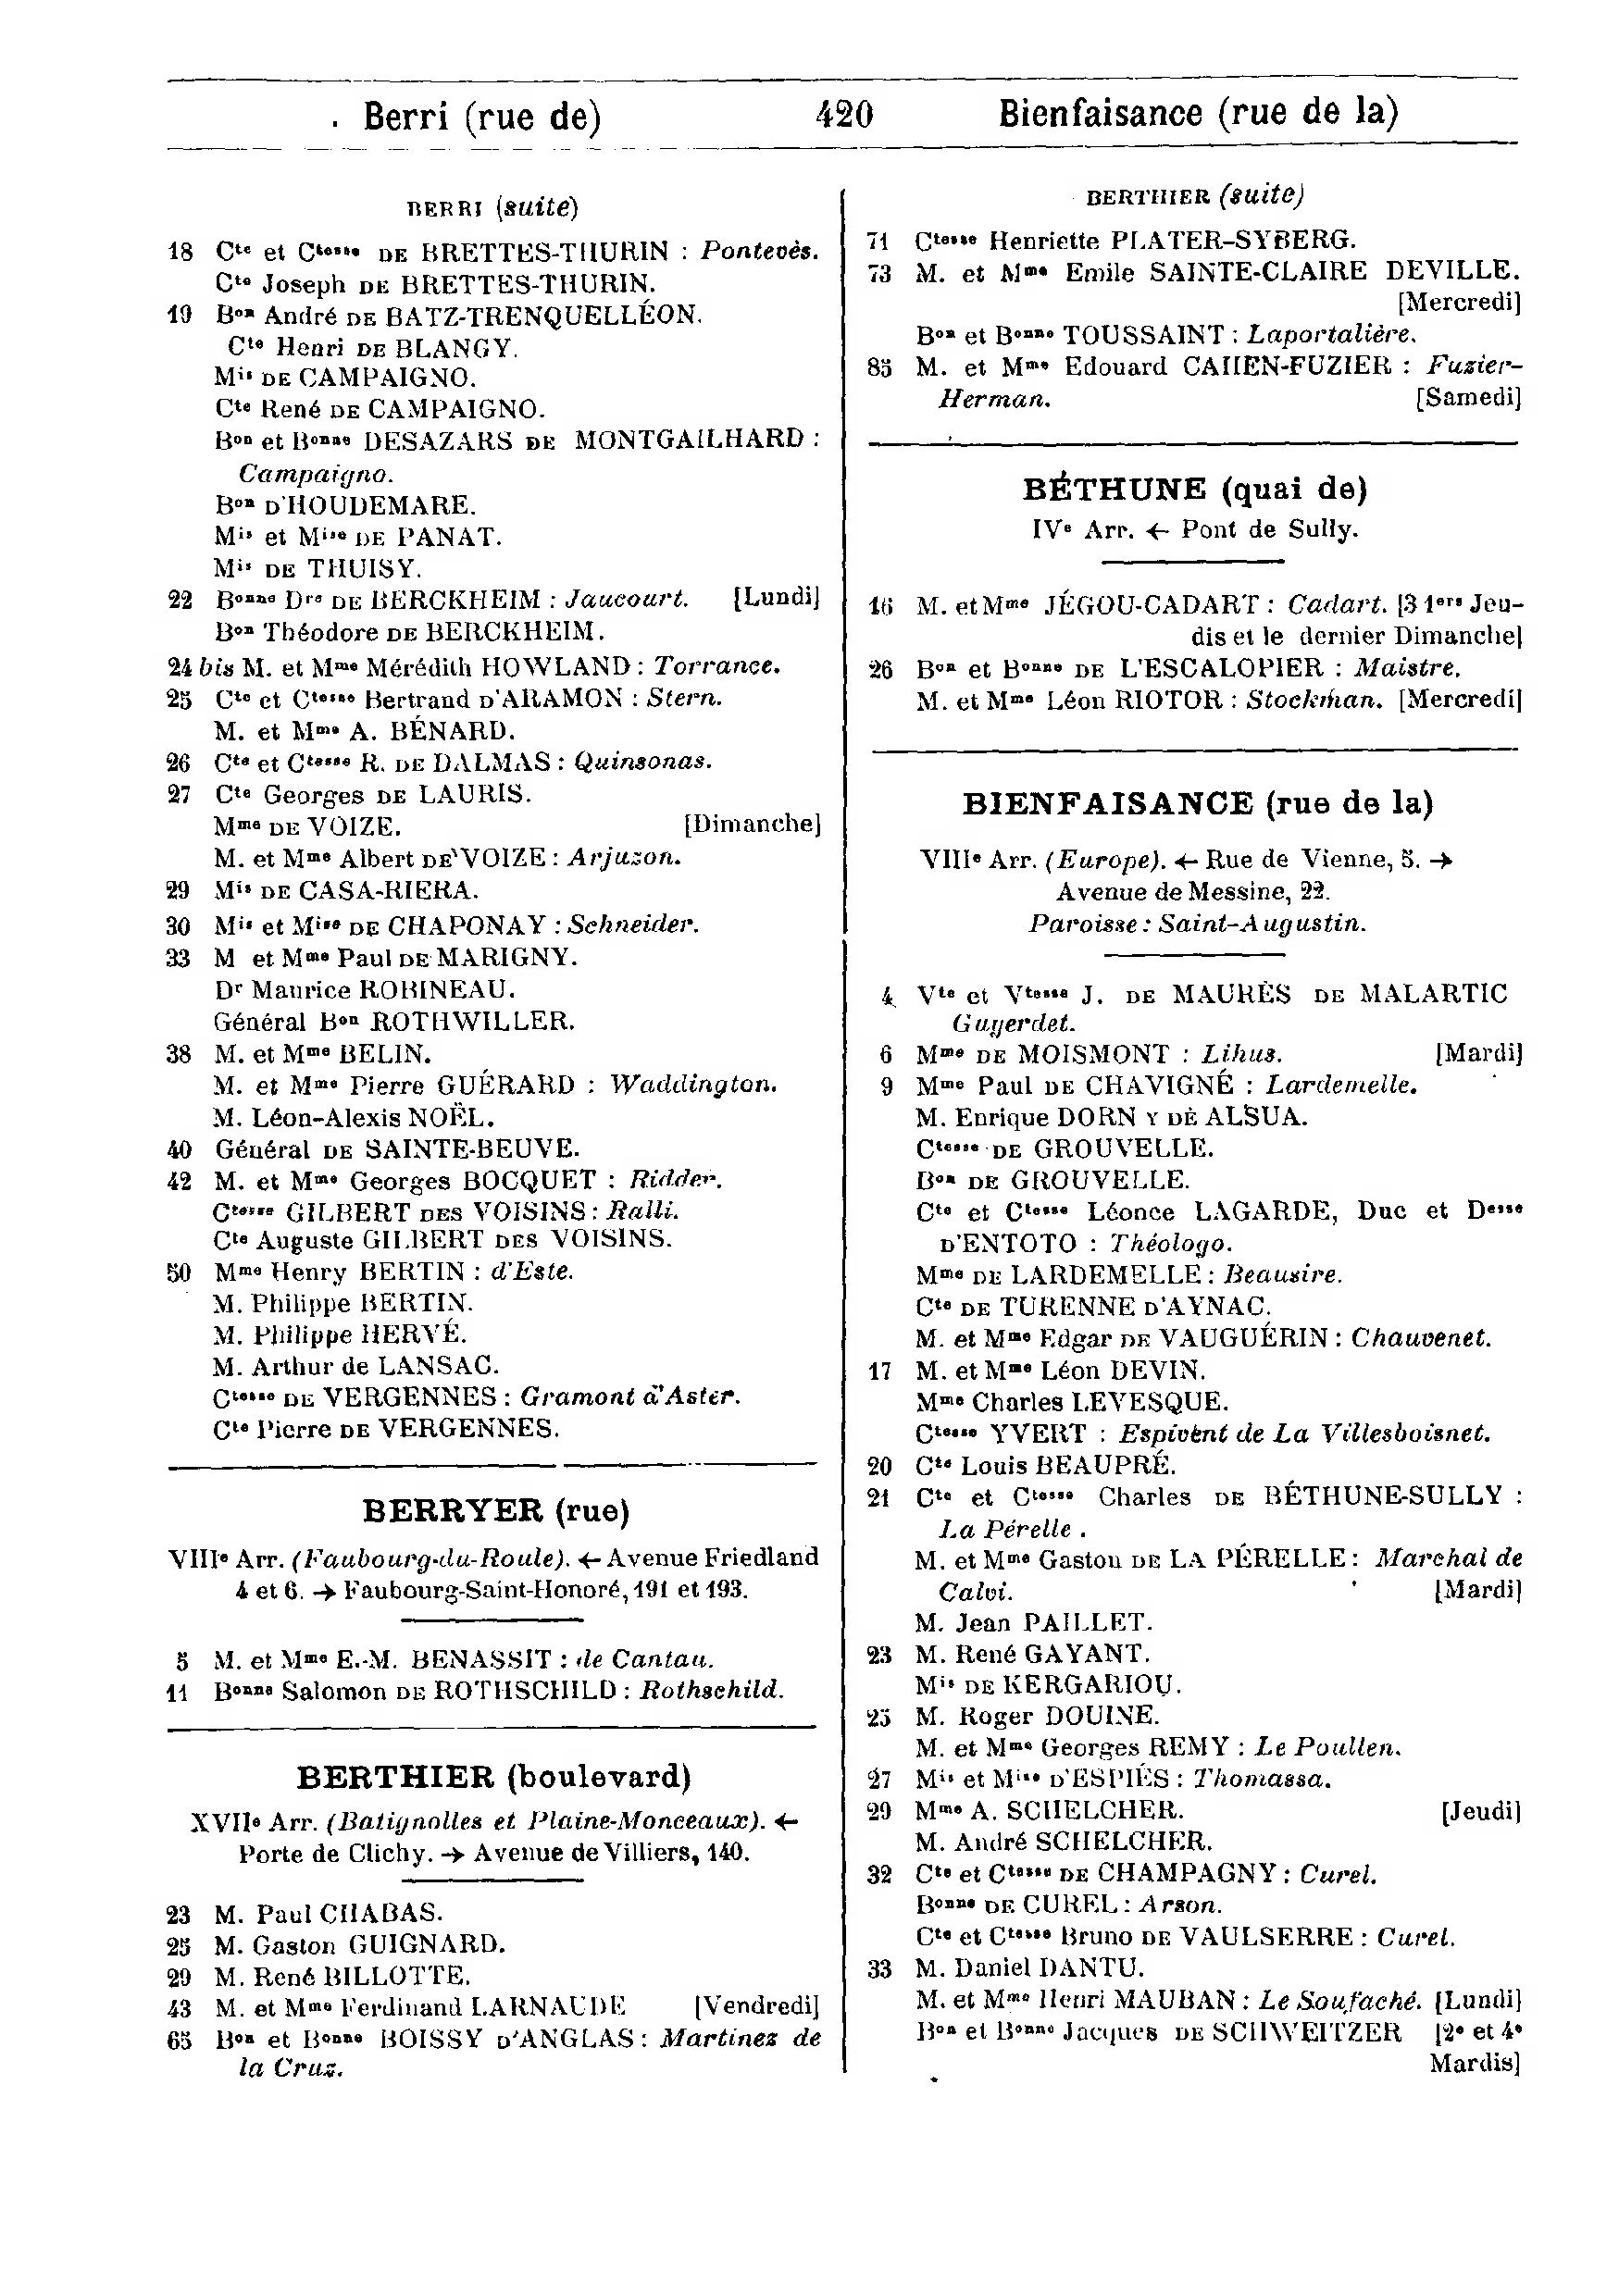 Berri (rue de) 420 Bienfaisance (rue de la)
BERRI (suite)
18 Cte et Ctesse DE BRETTES-THURIN : Pontevès.
Cte Joseph DE BRETTES-THURIN.
19 Bon André DE BATZ-TRENQUELLÉON.
Cte Henri DE BLANGY.
Mis DE CAMPAIGNO.
Cte René DE CAMPAIGNO.
Bon et Bonne DESAZARS DE MONTGAILHARD :
Campaigno.
Bon D'HOUDEMARE.
Mis et Mise DE PANAT.
Mis DE THUISY.
22 Bonne Dre DE BERCKHEIM : Jaucourt. [Lundi]
Bon Théodore DE BERCKHEIM.
24 bis M. et Mme Mérédith HOWLAND : Torrance.
25 Cte et Ctesse Bertrand D'ARAMON : Stern.
M. et Mme A. BÉNARD.
26 Cte et Ctesse R. DE DALMAS : Quinsonas.
27 Cte Georges DE LAURIS.
Mme DE VOIZE. [Dimanche]
M. et Mme Albert DE VOIZE : Arjuzon.
29 Mis DE CASA-RIERA.
30 Mis et Mise DE CHAPONAY : Schneider.
33 M et Mme Paul DE MARIGNY.
Dr Maurice ROBINEAU.
Général Bon ROTHWILLER.
38 M. et Mme BELIN.
M. et Mme Pierre GUÉRARD : Waddington.
M. Léon-Alexis NOËL.
40 Général DE SAINTE-BEUVE.
42 M. et Mme Georges BOCQUET : Ridder.
Ctesse GILBERT DES VOISINS : Ralli.
Cte Auguste GILBERT DES VOISINS.
50 Mme Henry BERTIN : d'Este.
M. Philippe BERTIN.
M. Philippe HERVÉ.
M. Arthur de LANSAC.
Ctesse DE VERGENNES : Gramont d'Aster.
Cte Pierre DE VERGENNES.
BERRYER (rue)
VIIIe Arr. (Faubourg-du-Roule). ← Avenue Friedland
4 et 6. → Faubourg-Saint-Honoré, 191 et 193.
5 M. et Mme E.-M. BENASSIT : de Cantau.
11 Bonne Salomon DE ROTHSCHILD : Rothschild.
BERTHIER (boulevard)
XVIIe Arr. (Batignolles et Plaine-Monceaux). ←
Porte de Clichy. → Avenue de Villiers, 140.
23 M. Paul CHABAS.
25 M. Gaston GUIGNARD.
29 M. René BILLOTTE.
43 M. et Mme Ferdinand LARNAUDE [Vendredi]
65 Bon et Bonne BOISSY D'ANGLAS : Martinez de
la Cruz.
BERTHIER (suite)
71 Ctesse Henriette PLATER-SYBERG.
73 M. et Mme Emile SAINTE-CLAIRE DEVILLE.
[Mercredi]
Bon et Bonne TOUSSAINT : Laportalière.
85 M. et Mme Edouard CAHEN-FUZIER : Fuzier-
Herman. [Samedi]
BÉTHUNE (quai de)
IVe Arr. ← Pont de Sully.
16 M. et Mme JÉGOU-CADART : Cadart. [3 1ers Jeu-
dis et le dernier Dimanche]
26 Bon et Bonne DE L'ESCALOPIER : Maistre.
M. et Mme Léon RIOTOR : Stockman. [Mercredi]
BIENFAISANCE (rue de la)
VIIIe Arr. (Europe). ← Rue de Vienne, 5. →
Avenue de Messine, 22.
Paroisse : Saint-Augustin.
4 Vte et Vtesse J. DE MAURÈS DE MALARTIC
Guyerdet.
6 Mme DE MOISMONT : Lihus. [Mardi]
9 Mme Paul DE CHAVIGNÉ : Lardemelle.
M. Enrique DORN Y DE ALSUA.
Ctesse DE GROUVELLE.
Bon DE GROUVELLE.
Cte et Ctesse Léonce LAGARDE, Duc et Desse
D'ENTOTO : Théologo.
Mme DE LARDEMELLE : Beausire.
Cte DE TURENNE D'AYNAC.
M. et Mme Edgar DE VAUGUÉRIN : Chauvenet.
17 M. et Mme Léon DEVIN.
Mme Charles LEVESQUE.
Ctesse YVERT : Espivent de La Villesboisnet.
20 Cte Louis BEAUPRÉ.
21 Cte et Ctesse Charles DE BÉTHUNE-SULLY :
La Pérelle .
M. et Mme Gaston DE LA PÉRELLE : Marchal de
Calvi. [Mardi]
M. Jean PAILLET.
23 M. René GAYANT.
Mis DE KERGARIOU.
25 M. Roger DOUINE.
M. et Mme Georges REMY : Le Poullen.
27 Mis et Mise D'ESPIÉS : Thomassa.
29 Mme A. SCHELCHER. [Jeudi]
M. André SCHELCHER.
32 Cte et Ctesse DE CHAMPAGNY : Curel.
Bonne DE CUREL : Arson.
Cte et Ctesse Bruno DE VAULSERRE : Curel.
33 M. Daniel DANTU.
M. et Mme Henri MAUBAN : Le Soufaché. [Lundi]
Bon et Bonne Jacques DE SCHWEITZER [2e et 4e
Mardis]